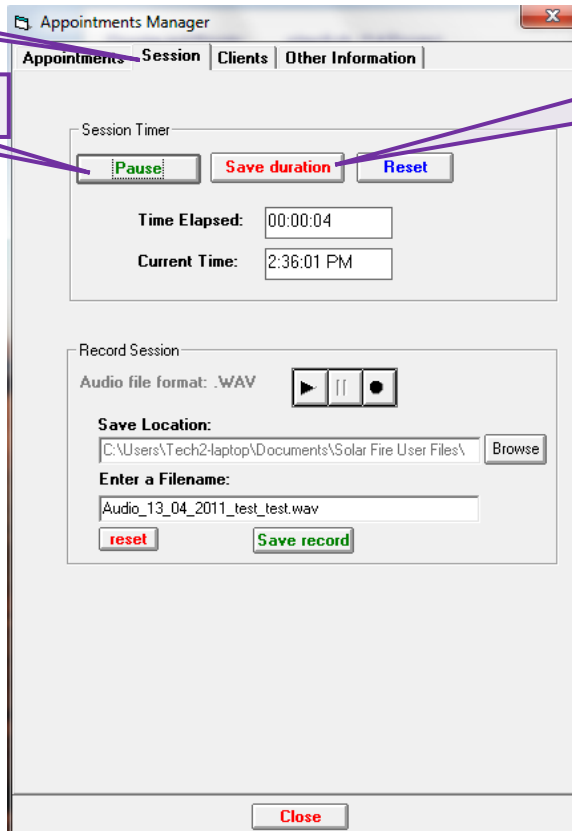 Appointments Manager
Appointments Session Clients Other Information
Session Timer
Pause Save duration Reset
Time Elapsed: 00:00:04
Current Time: 2:36:01 PM
Record Session
Audio file format: .WAV
Save Location:
C:\Users\Tech2-laptop\Documents\Solar Fire User Files\ Browse
Enter a Filename:
Audio_13_04_2011_test_test.wav
reset Save record
Close